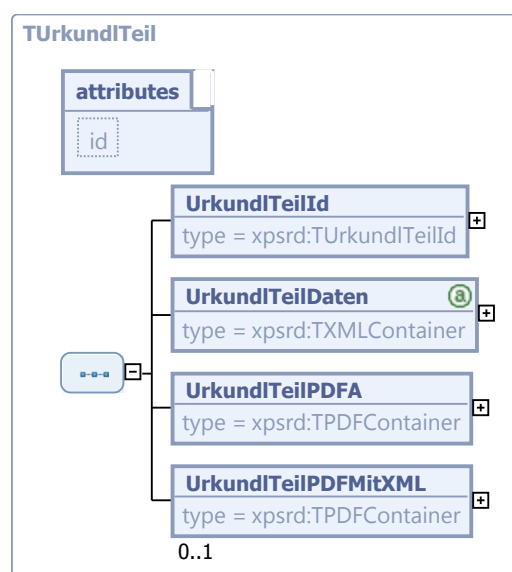 TUrkundlTeil
attributes
id
UrkundlTeilId
type = xpsrd:TUrkundlTeilId
UrkundlTeilDaten a
type = xpsrd:TXMLContainer
UrkundlTeilPDFA
type = xpsrd:TPDFContainer
UrkundlTeilPDFMitXML
type = xpsrd:TPDFContainer
0..1